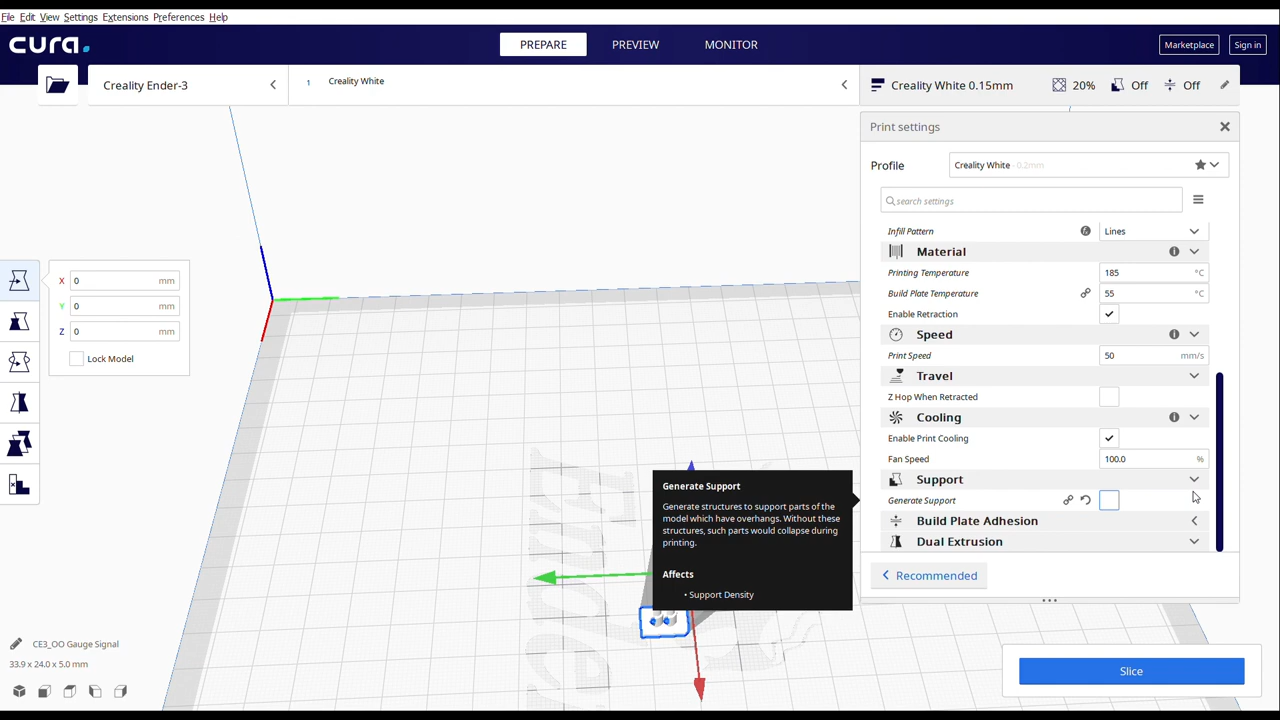 File Edit View Settings Extensions Preferences Help
cura. PREPARE PREVIEW MONITOR Marketplace Sign in
Creality Ender-3 1 Creality White Creality White 0.15mm 20% Off Off
Print settings
Profile Creality White - 0.2mm
search settings
Infill Pattern Lines
Material
X 0 mm Printing Temperature 185 °C
Build Plate Temperature 55 °C
Y 0 mm Enable Retraction
Z 0 mm Speed
Lock Model Print Speed 50 mm/s
Travel
Z Hop When Retracted
Cooling
Enable Print Cooling
Fan Speed 100.0 %
Support
Generate Support
Build Plate Adhesion
Dual Extrusion
Generate Support
Generate structures to support parts of the
model which have overhangs. Without these
structures, such parts would collapse during
printing.
Affects
• Support Density
Recommended
CE3_OO Gauge Signal
33.9 x 24.0 x 5.0 mm
Slice